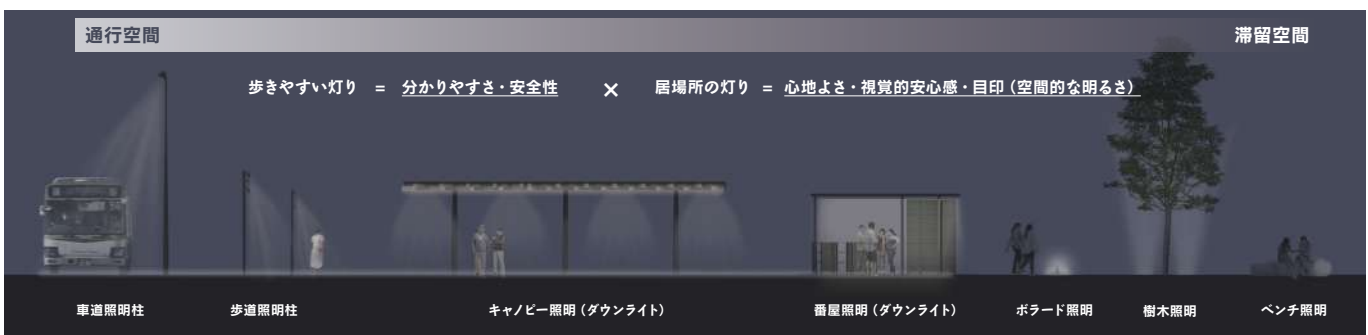 通行空間
滞留空間
歩きやすい灯り = 分かりやすさ・安全性 × 居場所の灯り = 心地よさ・視覚的安心感・目印(空間的な明るさ)
車道照明柱
歩道照明柱
キャノピー照明(ダウンライト)
番屋照明(ダウンライト)
ボラード照明
樹木照明
ベンチ照明